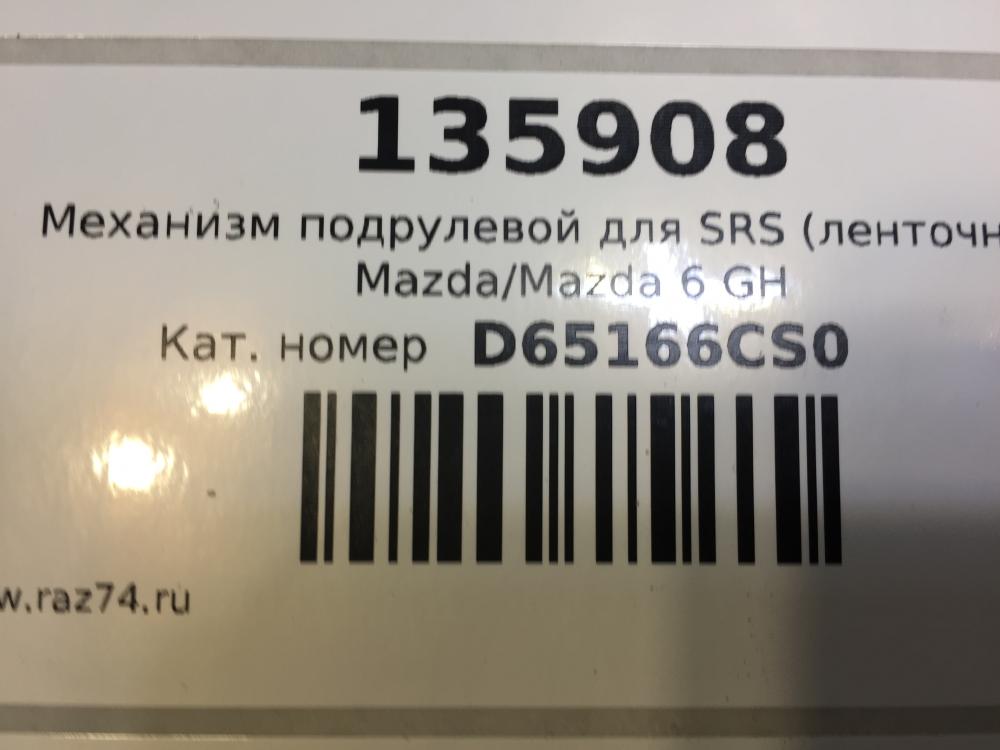 135908
Механизм подрулевой для SRS (ленточн
Mazda/Mazda 6 GH
Кат. номер D65166CS0
w.raz74.ru